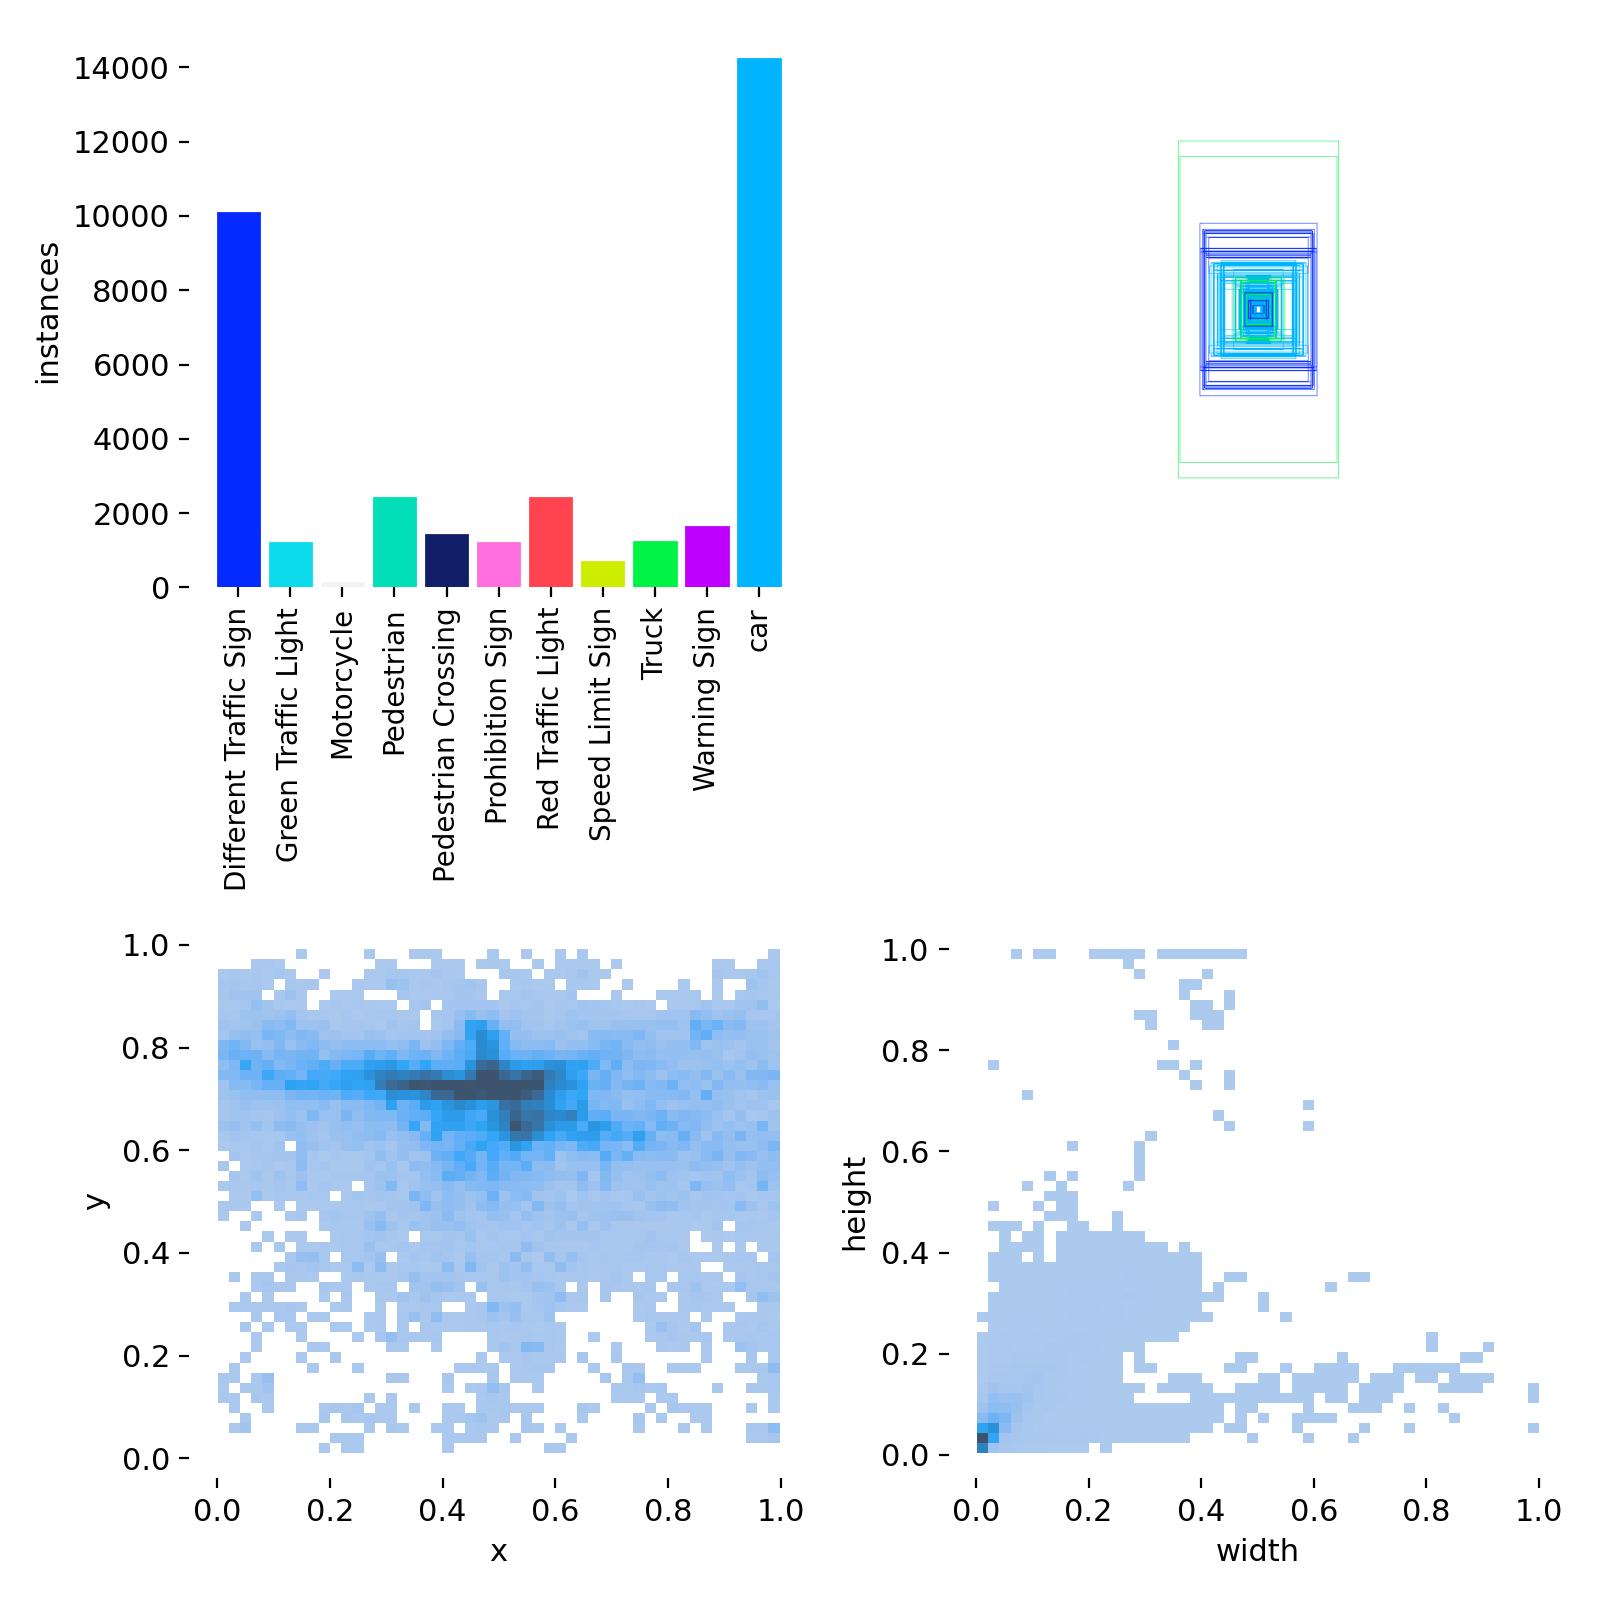 14000
12000
10000
8000
6000
4000
2000
0
instances
Different Traffic Sign
Green Traffic Light
Motorcycle
Pedestrian
Pedestrian Crossing
Prohibition Sign
Red Traffic Light
Speed Limit Sign
Truck
Warning Sign
car
1.0
0.8
0.6
0.4
0.2
0.0
y
0.0 0.2 0.4 0.6 0.8 1.0
x
1.0
0.8
0.6
0.4
0.2
0.0
height
0.0 0.2 0.4 0.6 0.8 1.0
width